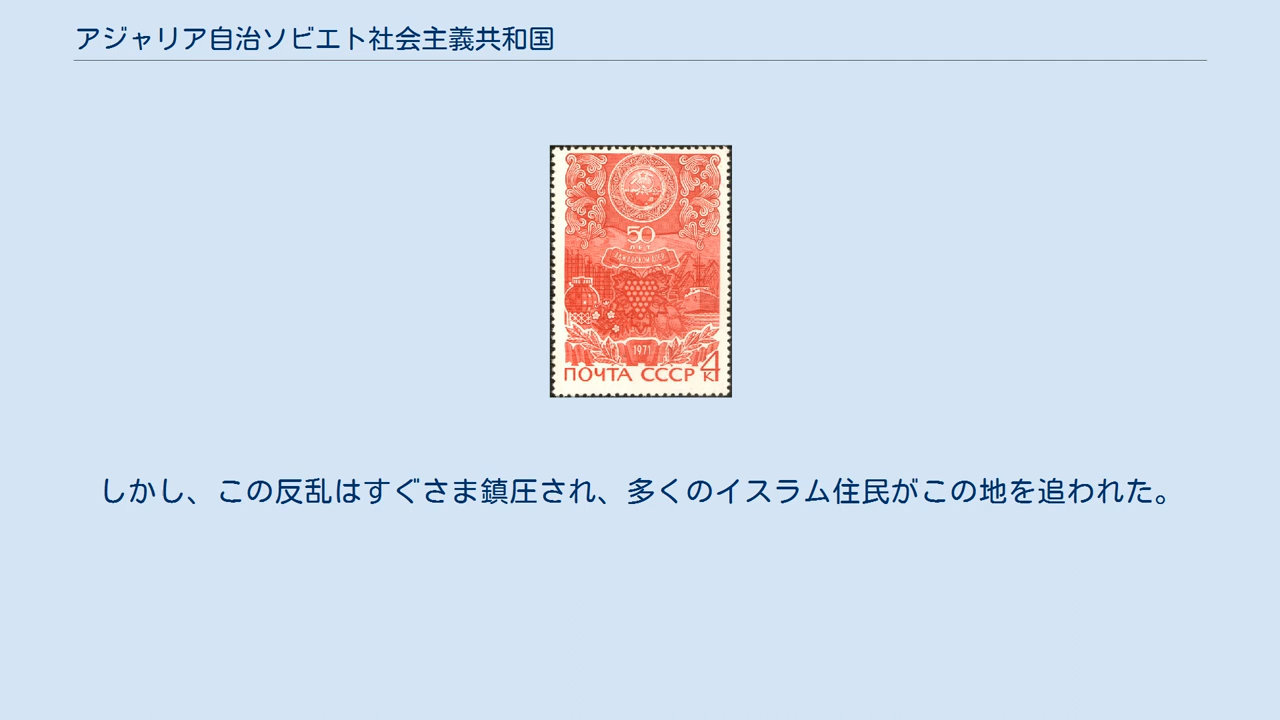 アジャリア自治ソビエト社会主義共和国
50
ЛЕТ
АДЖАРСКОЙ АССР
1971
ПОЧТА СССР 4 к
しかし、この反乱はすぐさま鎮圧され、多くのイスラム住民がこの地を追われた。